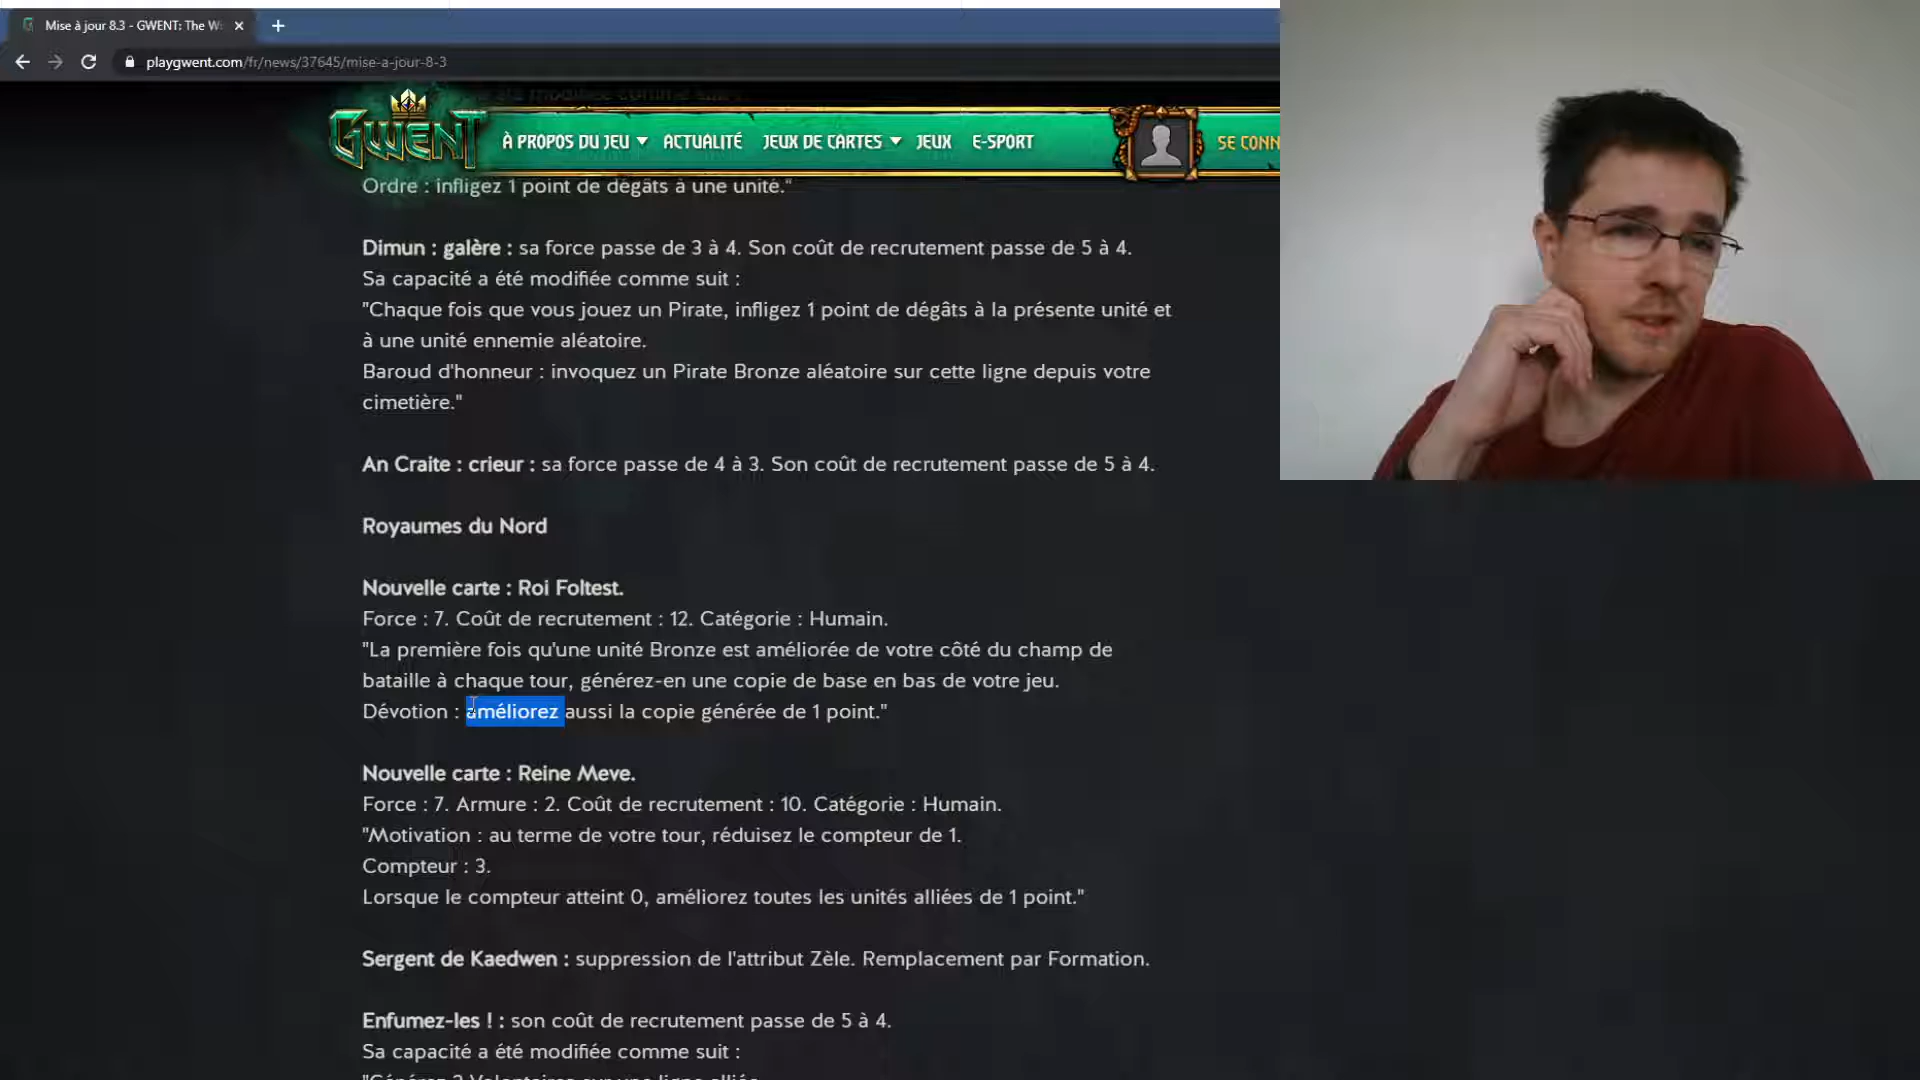 Mise à jour 8.3 - GWENT: The Wi
playgwent.com/fr/news/37645/mise-a-jour-8-3
GWENT
À PROPOS DU JEU
ACTUALITÉ
JEUX DE CARTES
JEUX
E-SPORT
SE CONN
Ordre : infligez 1 point de dégâts à une unité."
Dimun : galère : sa force passe de 3 à 4. Son coût de recrutement passe de 5 à 4.
Sa capacité a été modifiée comme suit :
"Chaque fois que vous jouez un Pirate, infligez 1 point de dégâts à la présente unité et
à une unité ennemie aléatoire.
Baroud d'honneur : invoquez un Pirate Bronze aléatoire sur cette ligne depuis votre
cimetière."
An Craite : crieur : sa force passe de 4 à 3. Son coût de recrutement passe de 5 à 4.
Royaumes du Nord
Nouvelle carte : Roi Foltest.
Force : 7. Coût de recrutement : 12. Catégorie : Humain.
"La première fois qu'une unité Bronze est améliorée de votre côté du champ de
bataille à chaque tour, générez-en une copie de base en bas de votre jeu.
Dévotion : améliorez aussi la copie générée de 1 point."
Nouvelle carte : Reine Meve.
Force : 7. Armure : 2. Coût de recrutement : 10. Catégorie : Humain.
"Motivation : au terme de votre tour, réduisez le compteur de 1.
Compteur : 3.
Lorsque le compteur atteint 0, améliorez toutes les unités alliées de 1 point."
Sergent de Kaedwen : suppression de l'attribut Zèle. Remplacement par Formation.
Enfumez-les ! : son coût de recrutement passe de 5 à 4.
Sa capacité a été modifiée comme suit :